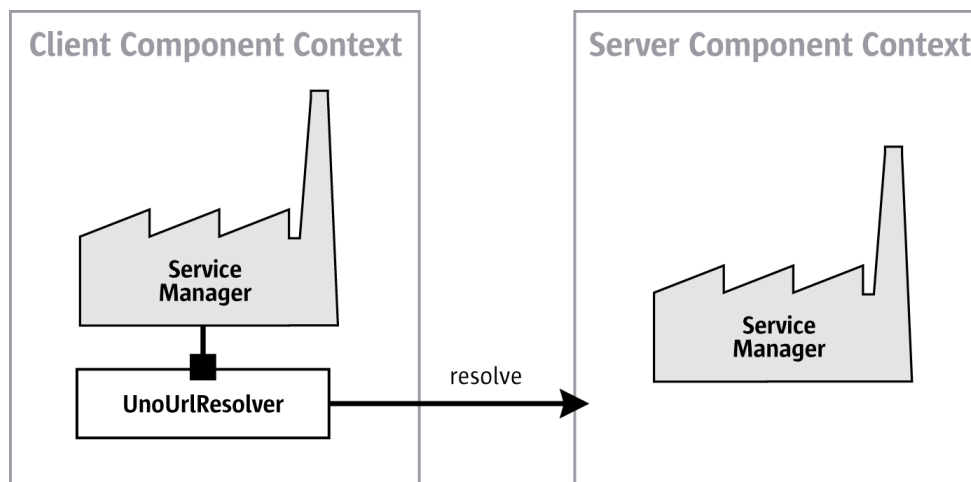 Client Component Context
Server Component Context
Service
Manager
UnoUrlResolver
resolve
Service
Manager